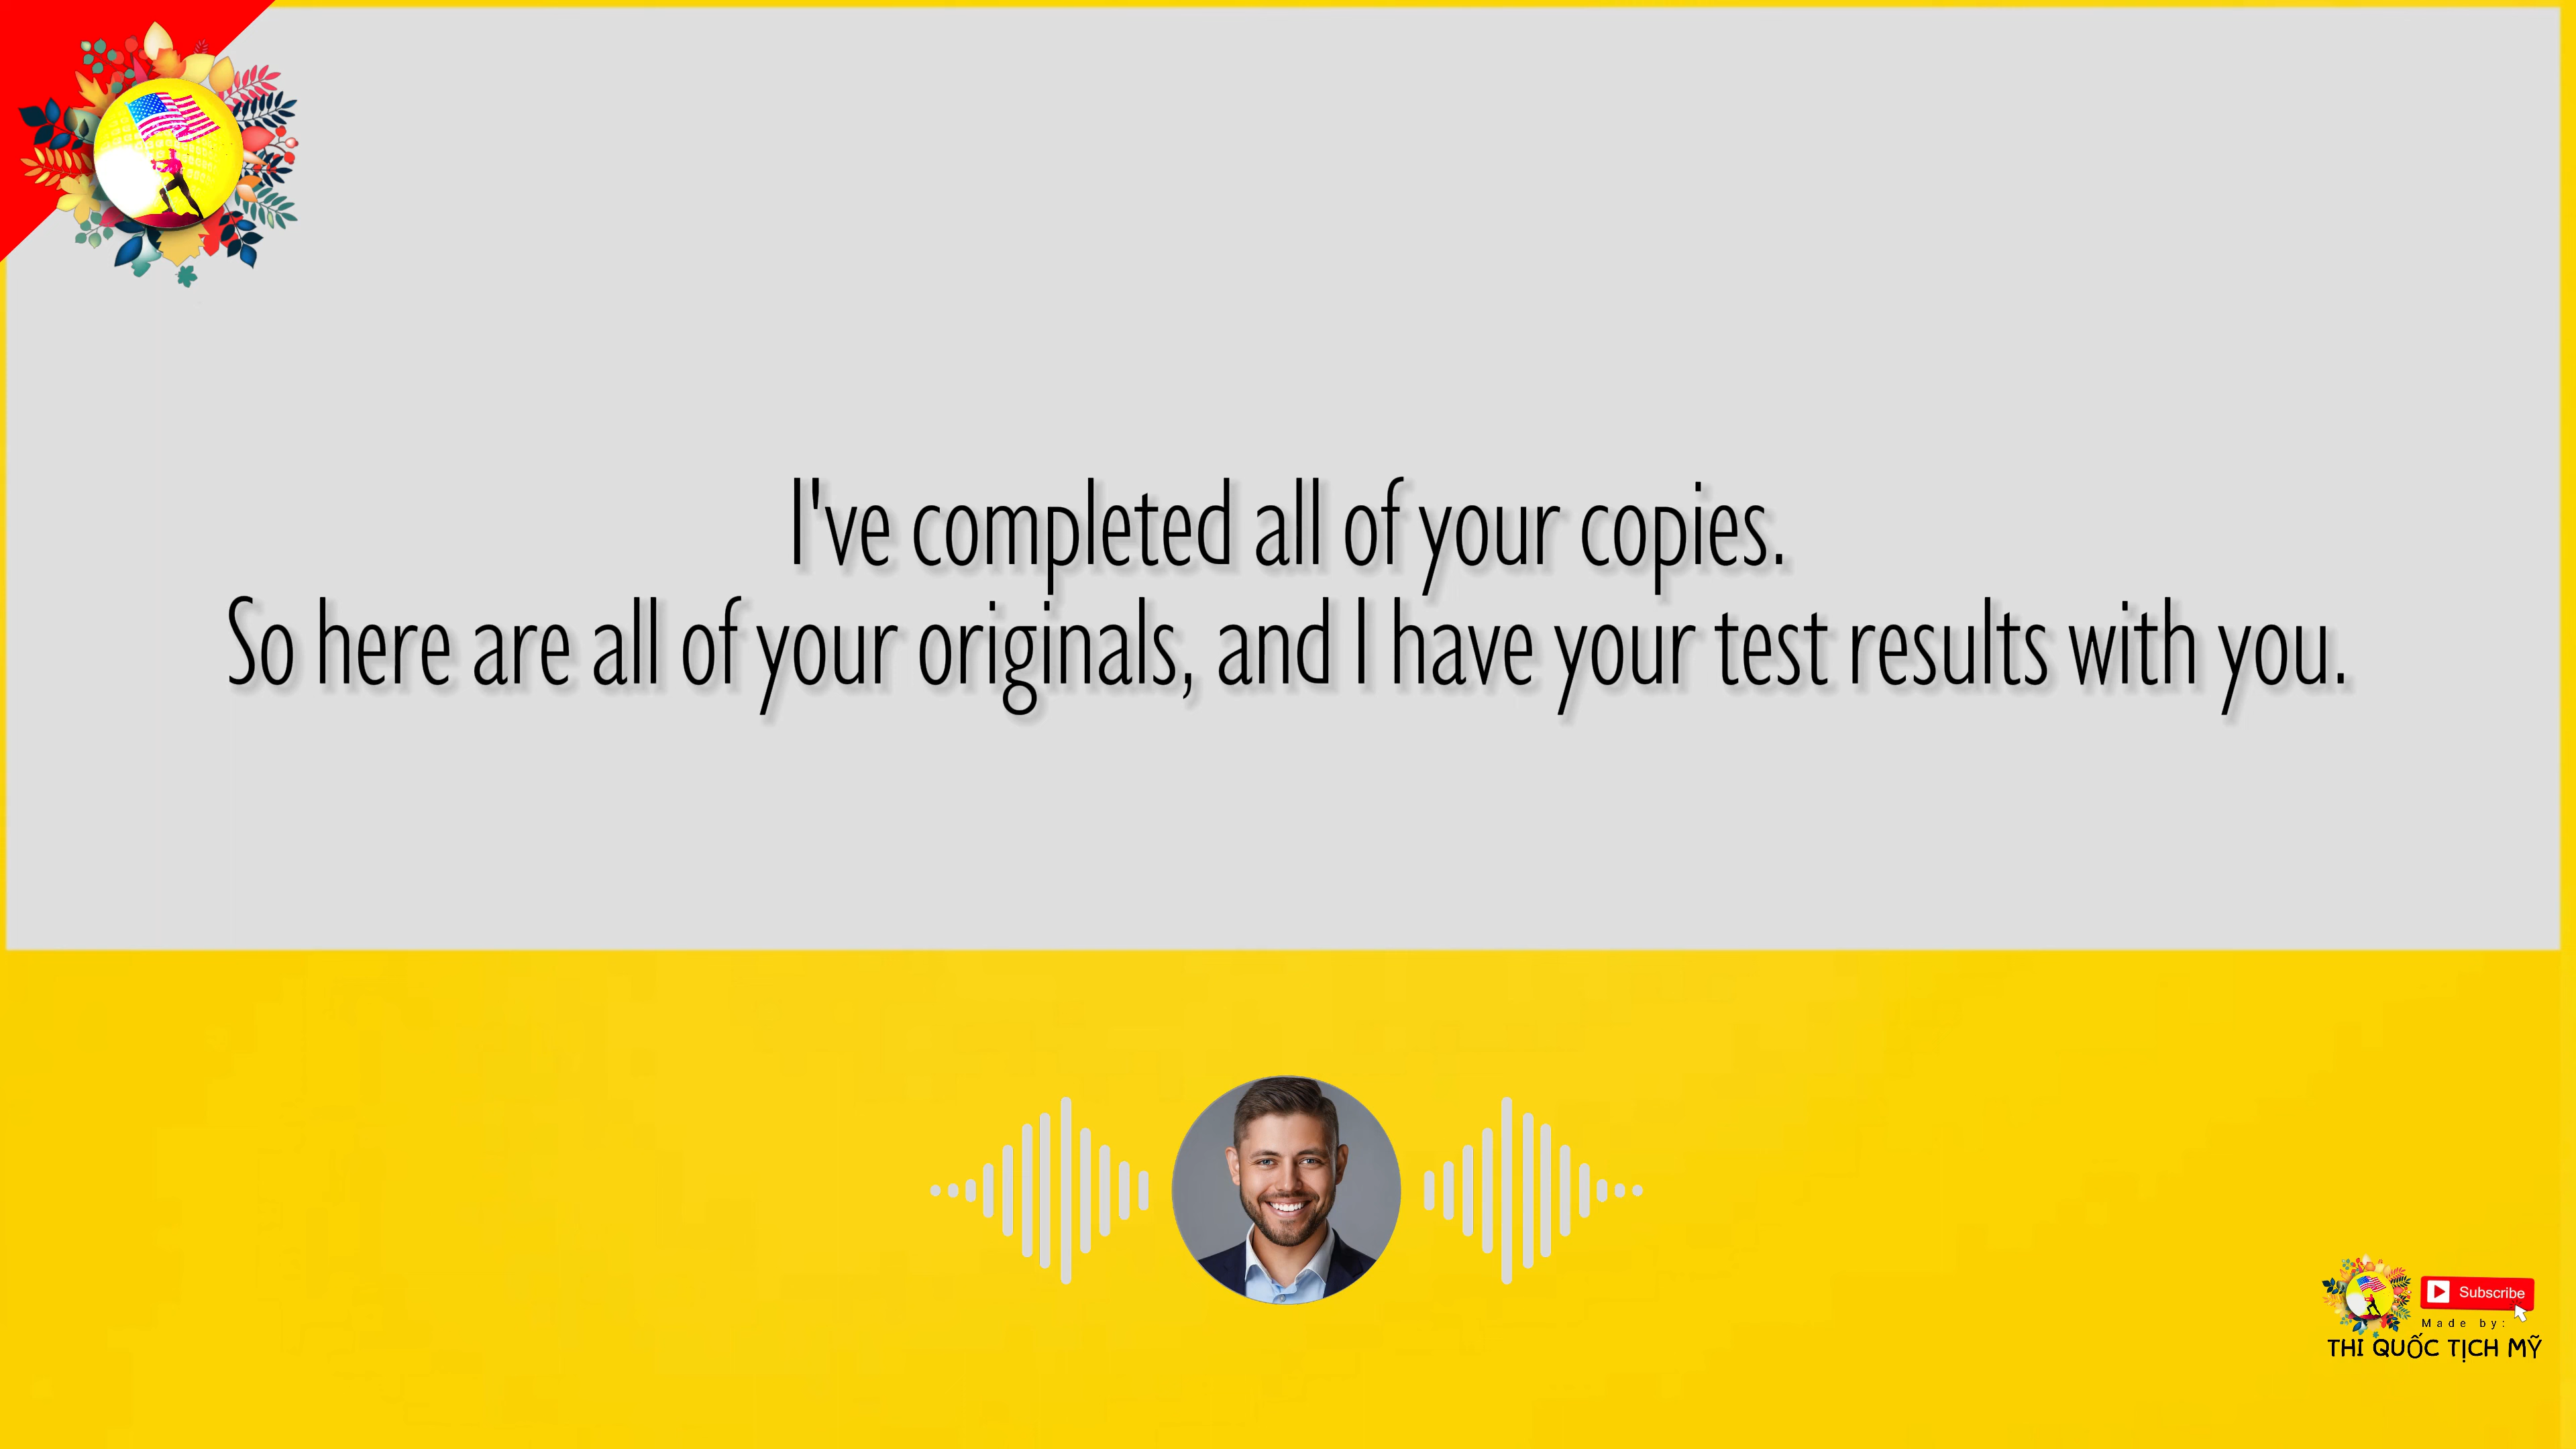 I've completed all of your copies.
So here are all of your originals, and I have your test results with you.
Subscribe
Made by:
THI QUỐC TỊCH MỸ